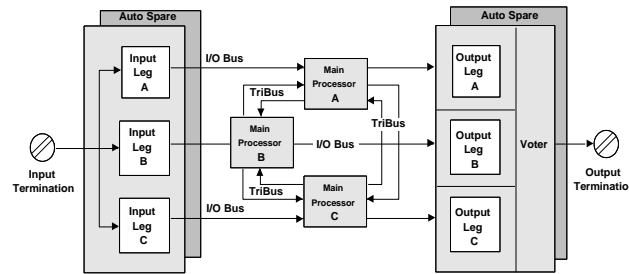 Auto Spare
Auto Spare
Input
Leg
A
I/O Bus
Main
Processor
A
Output
Leg
A
TriBus
TriBus
Input
Termination
Input
Leg
B
Main
Processor
B
I/O Bus
Output
Leg
B
Voter
Output
Terminatio
TriBus
Input
Leg
C
I/O Bus
Main
Processor
C
Output
Leg
C